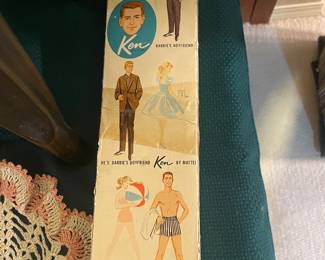 Ken
BARBIE'S BOYFRIEND
HE'S BARBIE'S BOYFRIEND Ken BY MATTEL